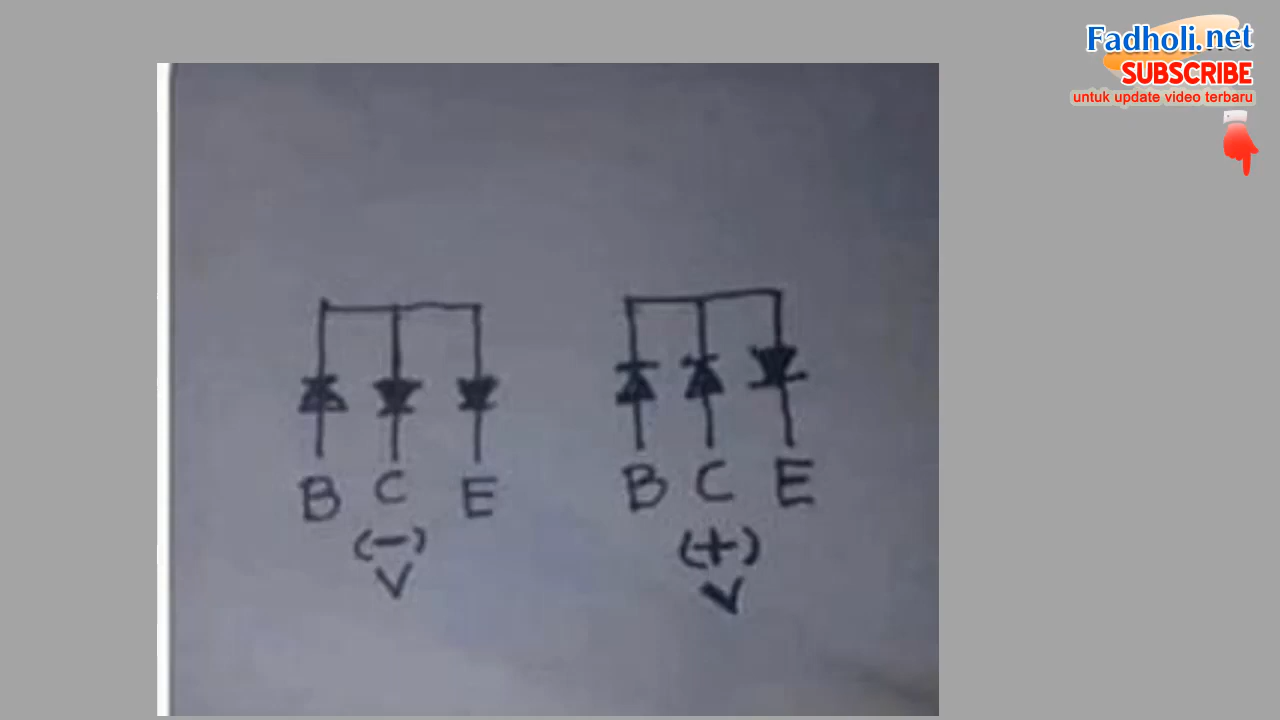 Fadholi.net
SUBSCRIBE
untuk update video terbaru
B C E
(-)
V
B C E
(+)
V